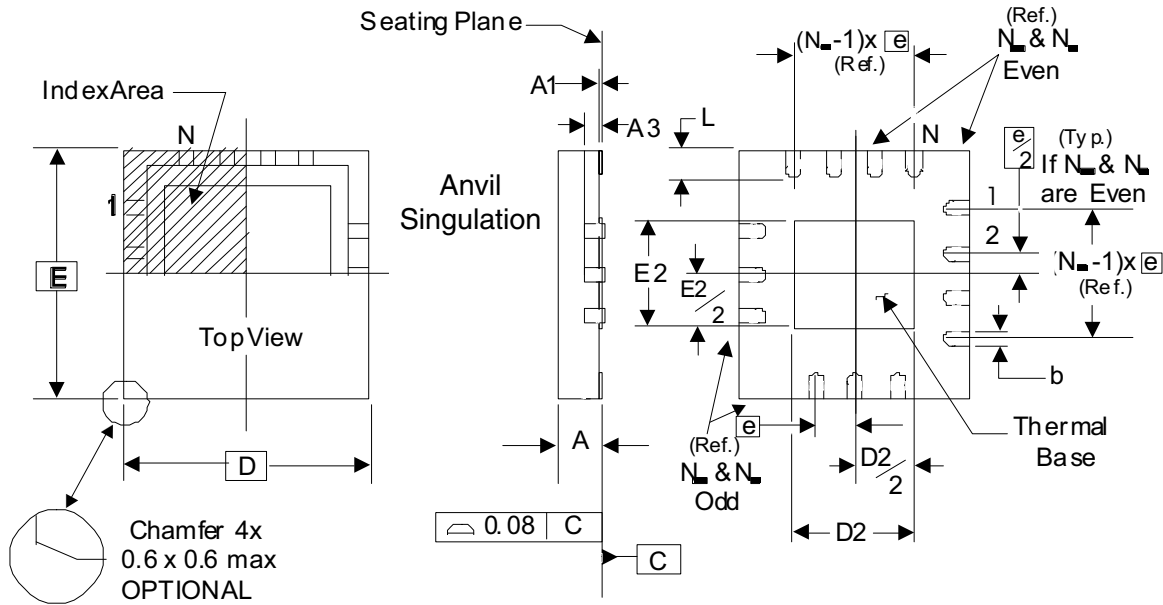 Seating Plane
(Ref.)
N & N
Even
(N -1)x e
(Ref.)
A1
IndexArea
A3
L
N
N
e/2
(Typ.)
If N & N
are Even
1
1
2
Anvil
Singulation
E
E2
E2/2
(N -1)x e
(Ref.)
TopView
b
A
e
(Ref.)
N & N
Odd
D2/2
Thermal
Base
D
Chamfer 4x
0.6 x 0.6 max
OPTIONAL
0.08 C
D2
C